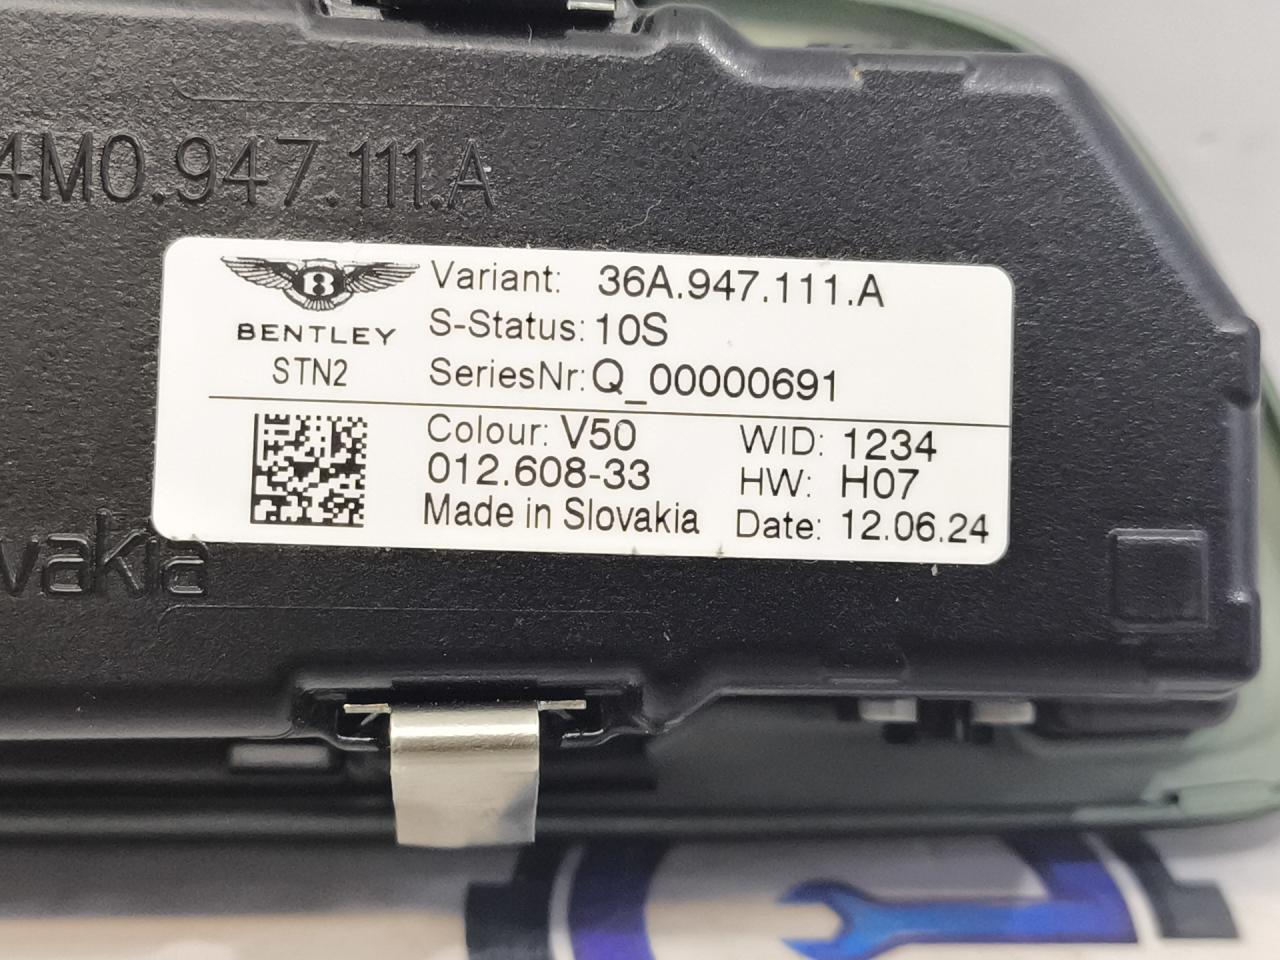 4M0.947.111.A
B
BENTLEY
STN2
Variant: 36A.947.111.A
S-Status: 10S
SeriesNr: Q_00000691
Colour: V50
012.608-33
Made in Slovakia
WID: 1234
HW: H07
Date: 12.06.24
vakia